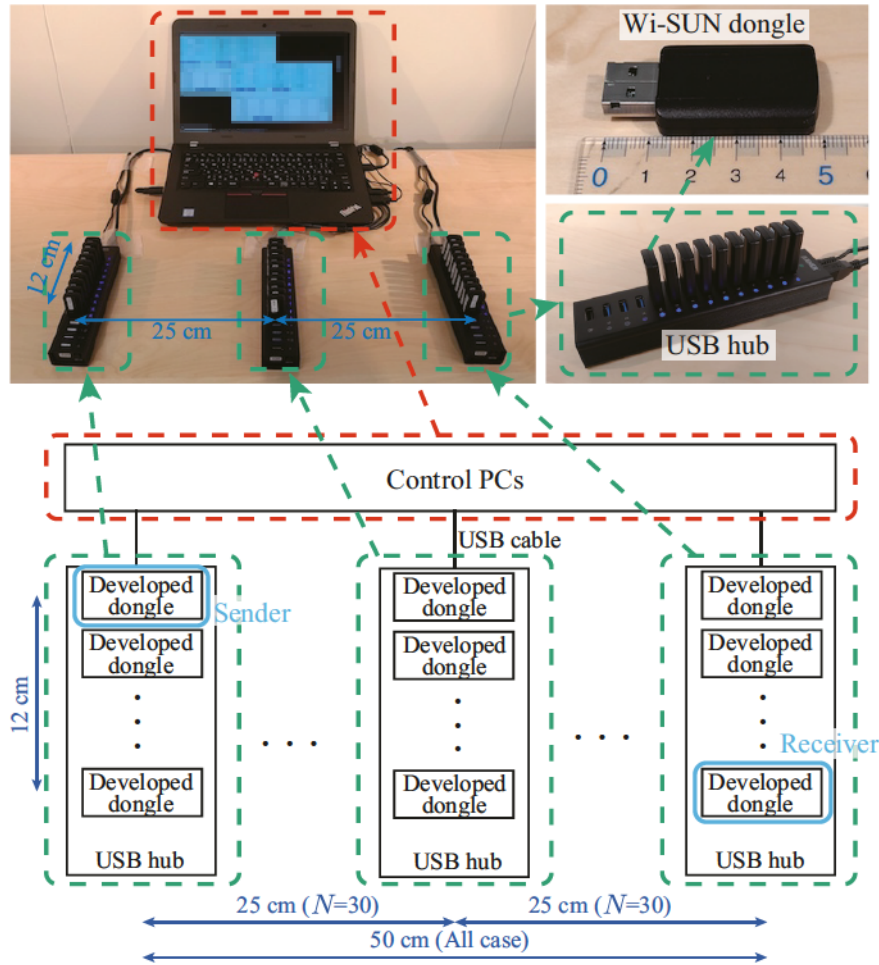 Wi-SUN dongle
0 1 2 3 4 5
12 cm
25 cm
25 cm
USB hub
ThinkPad
Control PCs
USB cable
Developed
dongle
Sender
Developed
dongle
Developed
dongle
USB hub
12 cm
. . .
Developed
dongle
Developed
dongle
Developed
dongle
USB hub
. . .
Developed
dongle
Developed
dongle
Receiver
Developed
dongle
USB hub
25 cm (N=30)
25 cm (N=30)
50 cm (All case)